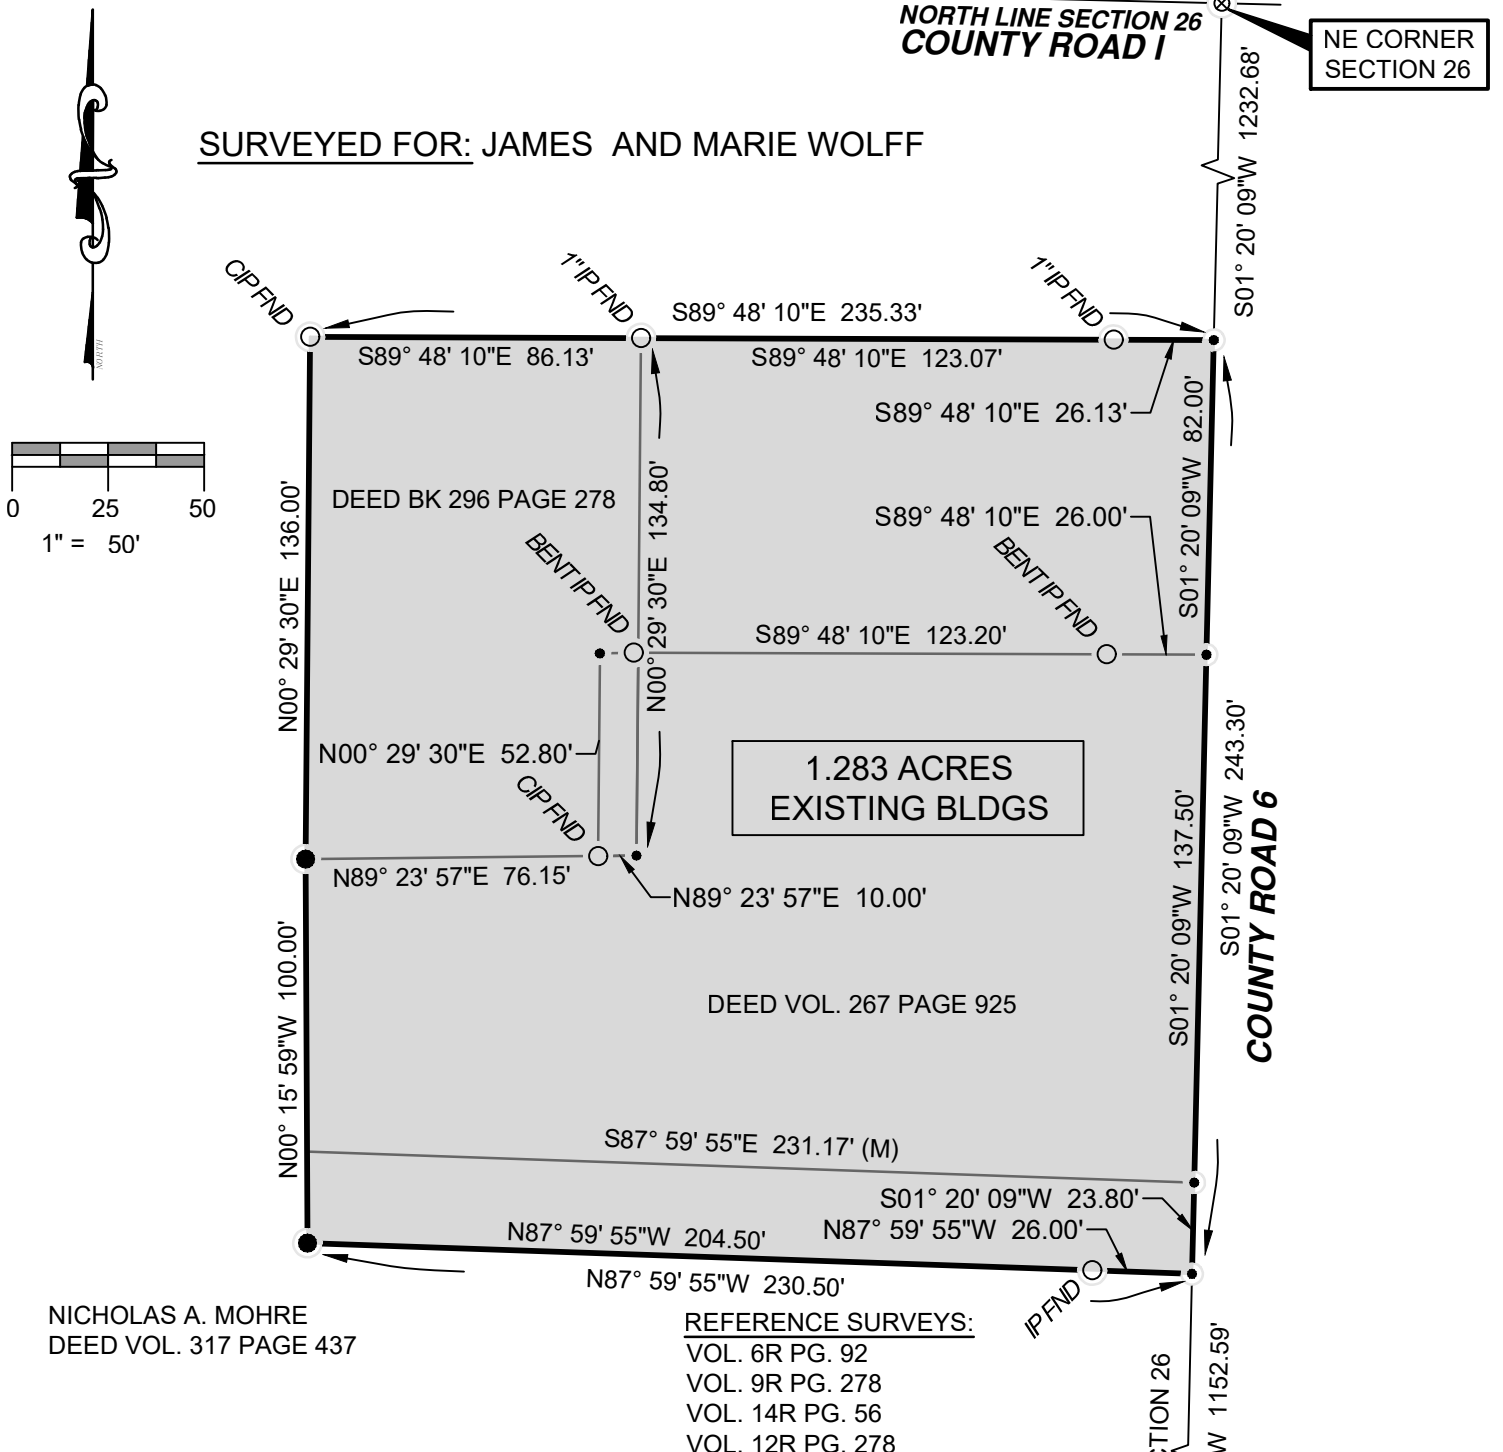 NORTH LINE SECTION 26
COUNTY ROAD I
NE CORNER
SECTION 26
S01° 20' 09"W 1232.68'
SURVEYED FOR: JAMES AND MARIE WOLFF
NORTH
CIP FND
1" IP FND
1" IP FND
S89° 48' 10"E 235.33'
S89° 48' 10"E 86.13'
S89° 48' 10"E 123.07'
S89° 48' 10"E 26.13'
S01° 20' 09"W 82.00'
0 25 50
1" = 50'
DEED BK 296 PAGE 278
N00° 29' 30"E 136.00'
N00° 29' 30"E 134.80'
S89° 48' 10"E 26.00'
BENT IP FND
BENT IP FND
S89° 48' 10"E 123.20'
N00° 29' 30"E 52.80'
CIP FND
1.283 ACRES
EXISTING BLDGS
S01° 20' 09"W 137.50'
S01° 20' 09"W 243.30'
COUNTY ROAD 6
N89° 23' 57"E 76.15'
N89° 23' 57"E 10.00'
N00° 15' 59"W 100.00'
DEED VOL. 267 PAGE 925
S87° 59' 55"E 231.17' (M)
S01° 20' 09"W 23.80'
N87° 59' 55"W 26.00'
N87° 59' 55"W 204.50'
N87° 59' 55"W 230.50'
IP FND
NICHOLAS A. MOHRE
DEED VOL. 317 PAGE 437
REFERENCE SURVEYS:
VOL. 6R PG. 92
VOL. 9R PG. 278
VOL. 14R PG. 56
VOL. 12R PG. 278
CTION 26
W 1152.59'